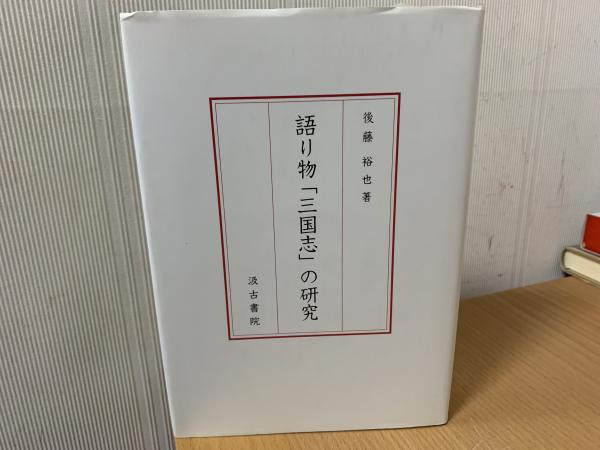 後藤裕也著
語り物「三国志」の研究
汲古書院